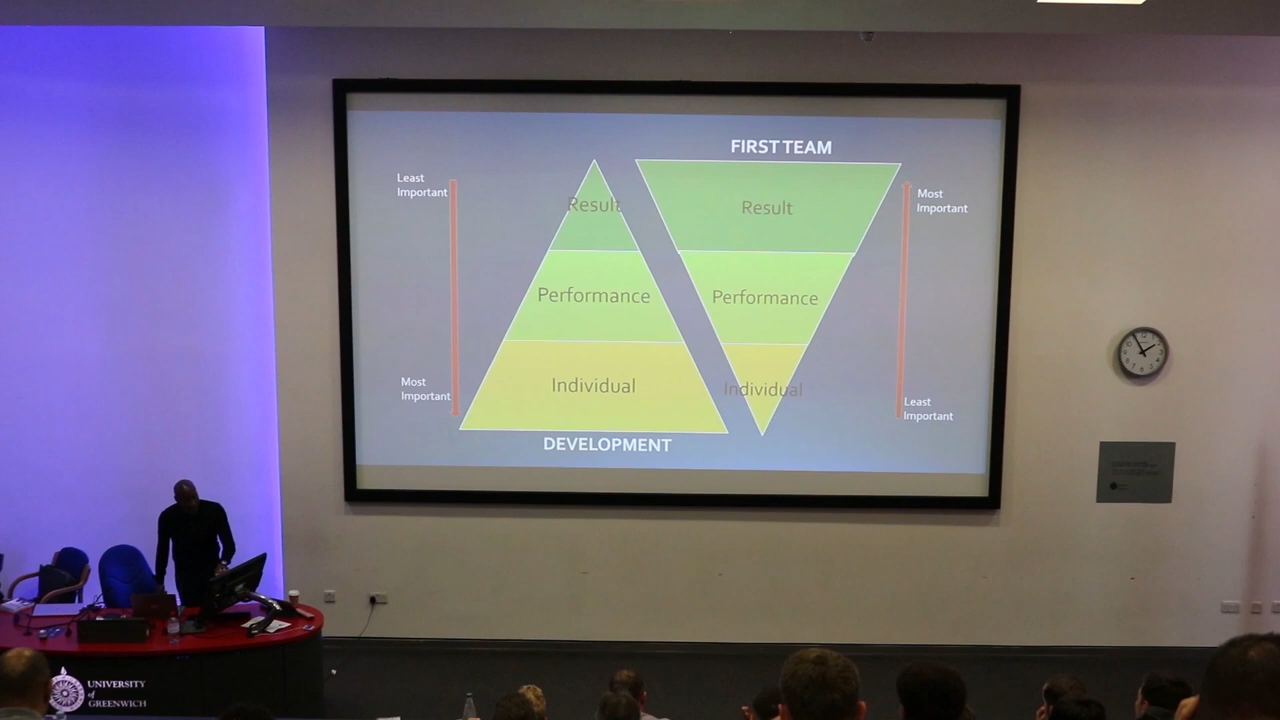 FIRST TEAM
Least
Important
Result
Result
Most
Important
Performance
Performance
Most
Important
Individual
Individual
Least
Important
DEVELOPMENT
UNIVERSITY
of
GREENWICH